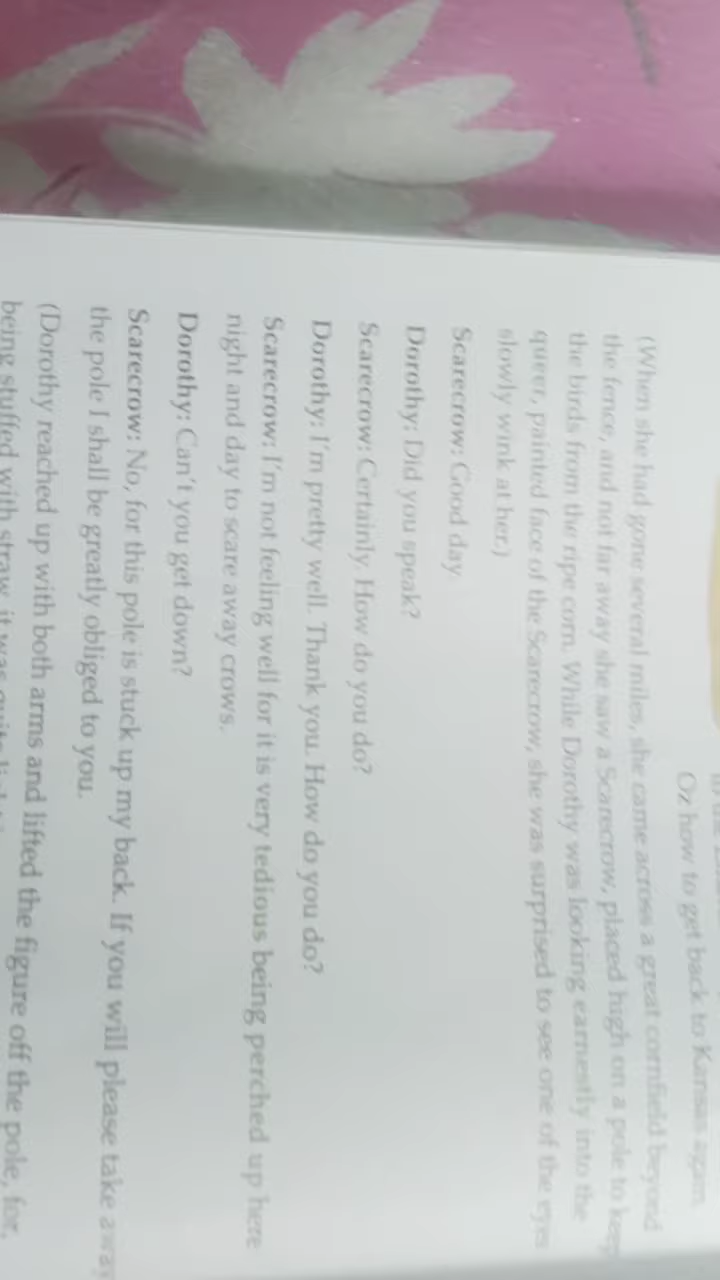 Oz how to get back to Kansas again.
(When she had gone several miles, she came across a great cornfield beyond
the fence, and not far away she saw a Scarecrow, placed high on a pole to keep
the birds from the ripe corn. While Dorothy was looking earnestly into the
queer, painted face of the Scarecrow, she was surprised to see one of the eyes
slowly wink at her.)
Scarecrow: Good day.
Dorothy: Did you speak?
Scarecrow: Certainly. How do you do?
Dorothy: I'm pretty well. Thank you. How do you do?
Scarecrow: I'm not feeling well for it is very tedious being perched up here
night and day to scare away crows.
Dorothy: Can't you get down?
Scarecrow: No, for this pole is stuck up my back. If you will please take away
the pole I shall be greatly obliged to you.
(Dorothy reached up with both arms and lifted the figure off the pole, for,
being stuffed with straw, it was quite